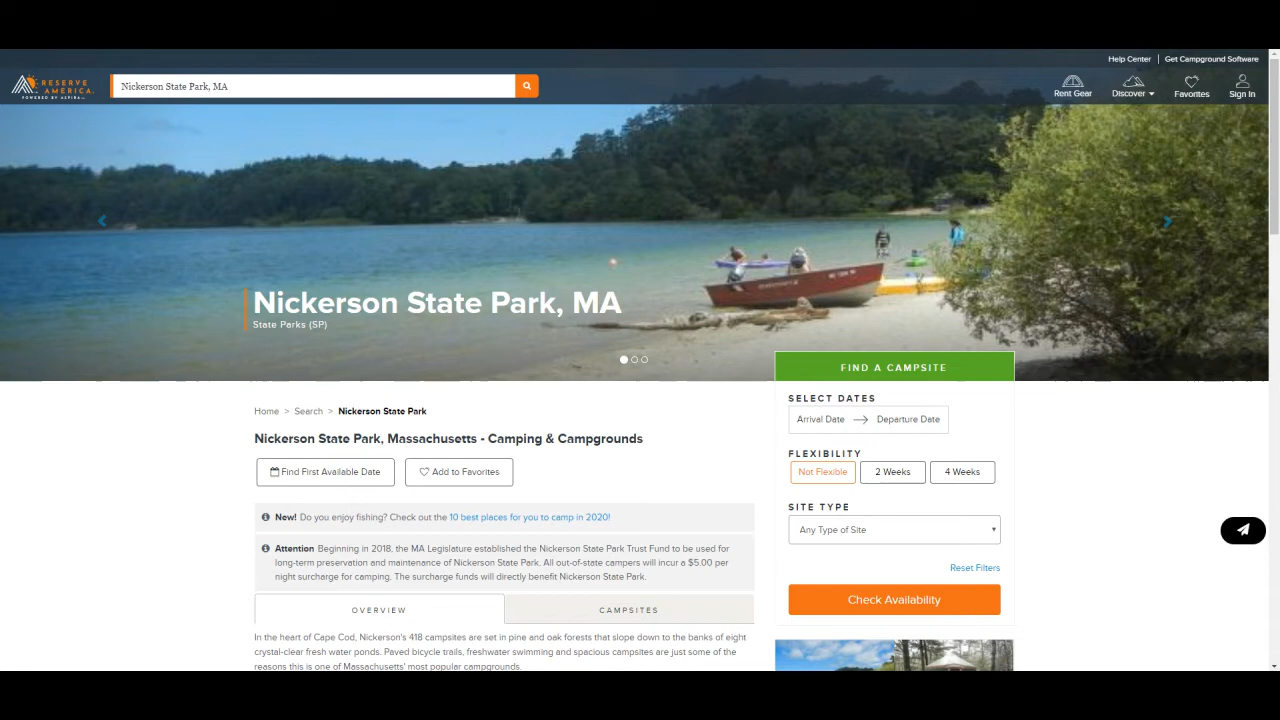 Help Center
Get Campground Software
RESERVE
AMERICA
POWERED BY ASPIRA
Nickerson State Park, MA
Rent Gear
Discover
Favorites
Sign In
Nickerson State Park, MA
State Parks (SP)
FIND A CAMPSITE
SELECT DATES
Arrival Date
Departure Date
FLEXIBILITY
Not Flexible
2 Weeks
4 Weeks
SITE TYPE
Any Type of Site
Reset Filters
Check Availability
Home > Search > Nickerson State Park
Nickerson State Park, Massachusetts - Camping & Campgrounds
Find First Available Date
Add to Favorites
New! Do you enjoy fishing? Check out the 10 best places for you to camp in 2020!
Attention Beginning in 2018, the MA Legislature established the Nickerson State Park Trust Fund to be used for
long-term preservation and maintenance of Nickerson State Park. All out-of-state campers will incur a $5.00 per
night surcharge for camping. The surcharge funds will directly benefit Nickerson State Park.
OVERVIEW
CAMPSITES
In the heart of Cape Cod, Nickerson's 418 campsites are set in pine and oak forests that slope down to the banks of eight
crystal-clear fresh water ponds. Paved bicycle trails, freshwater swimming and spacious campsites are just some of the
reasons this is one of Massachusetts' most popular campgrounds.